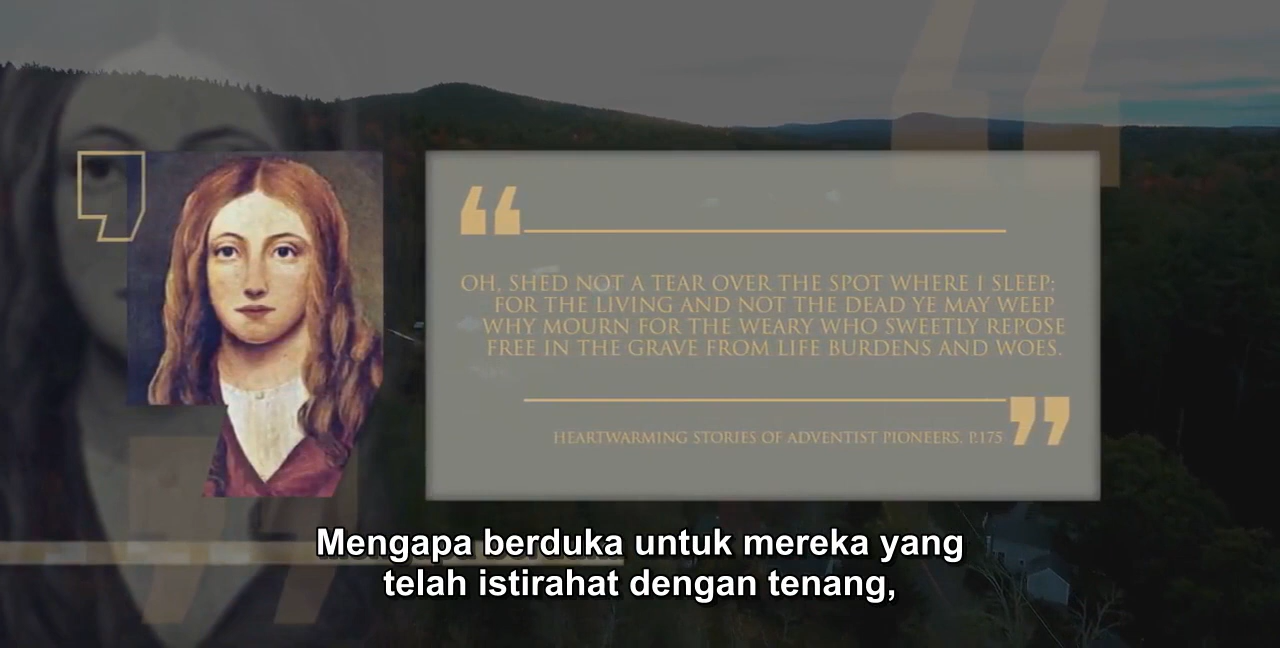 OH, SHED NOT A TEAR OVER THE SPOT WHERE I SLEEP;
FOR THE LIVING AND NOT THE DEAD YE MAY WEEP
WHY MOURN FOR THE WEARY WHO SWEETLY REPOSE
FREE IN THE GRAVE FROM LIFE BURDENS AND WOES.
HEARTWARMING STORIES OF ADVENTIST PIONEERS, P.175
Mengapa berduka untuk mereka yang
telah istirahat dengan tenang,